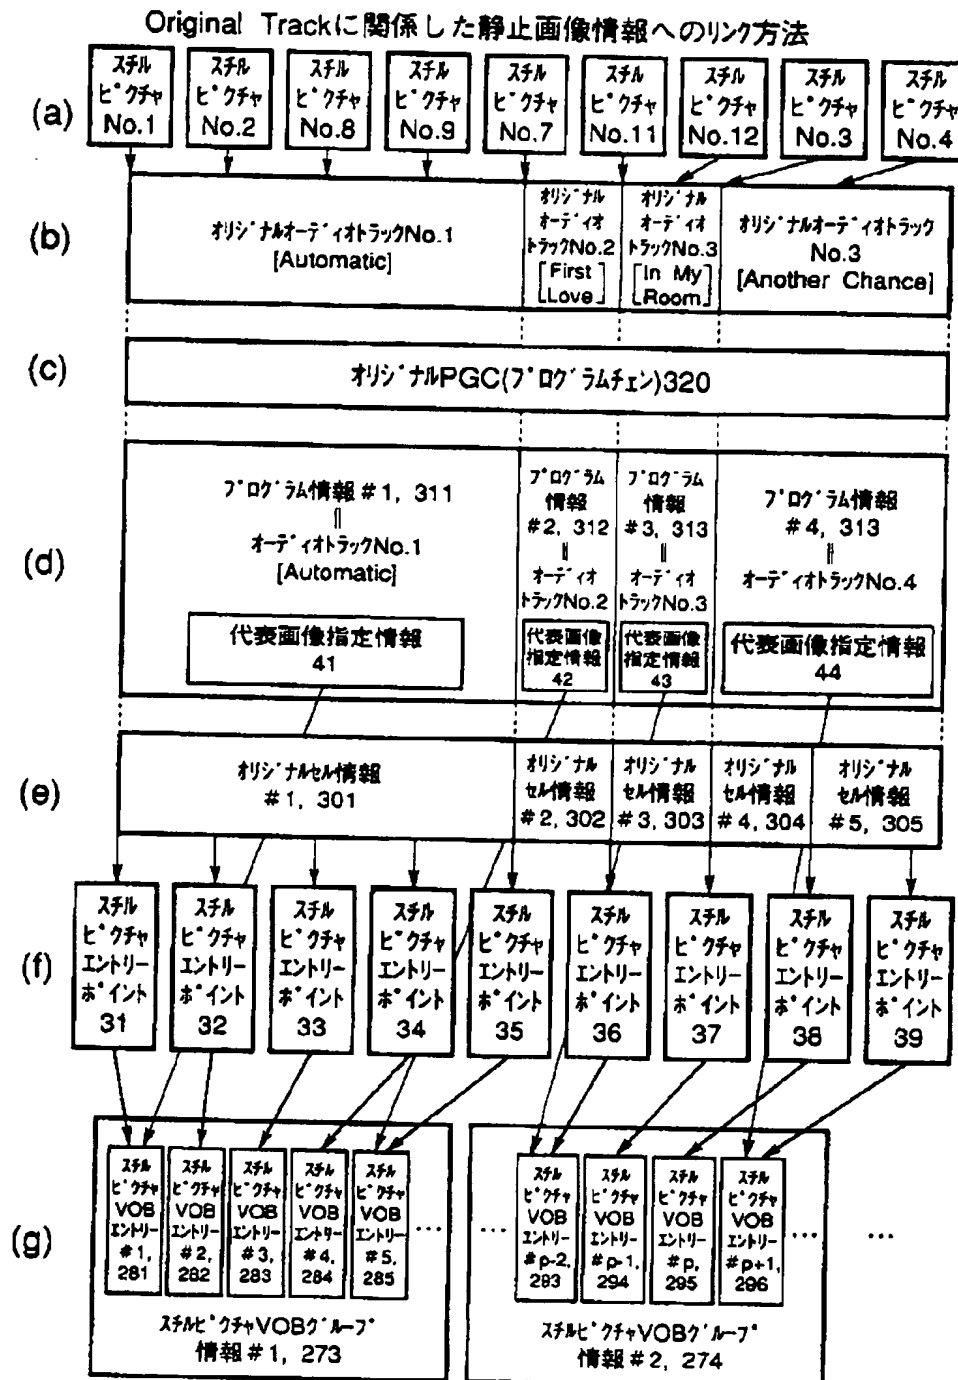 Original Trackに関係した静止画像情報へのリンク方法
(a)
スチル
ピクチャ
No.1
スチル
ピクチャ
No.2
スチル
ピクチャ
No.8
スチル
ピクチャ
No.9
スチル
ピクチャ
No.7
スチル
ピクチャ
No.11
スチル
ピクチャ
No.12
スチル
ピクチャ
No.3
スチル
ピクチャ
No.4
(b)
オリジナルオーディオトラックNo.1
[Automatic]
オリジナル
オーディオ
トラックNo.2
[First
Love]
オリジナル
オーディオ
トラックNo.3
[In My
Room]
オリジナルオーディオトラック
No.3
[Another Chance]
(c)
オリジナルPGC(プログラムチェン)320
(d)
プログラム情報#1, 311
||
オーディオトラックNo.1
[Automatic]
代表画像指定情報
41
プログラム
情報
#2, 312
||
オーディオ
トラックNo.2
代表画像
指定情報
42
プログラム
情報
#3, 313
||
オーディオ
トラックNo.3
代表画像
指定情報
43
プログラム情報
#4, 313
||
オーディオトラックNo.4
代表画像指定情報
44
(e)
オリジナルセル情報
#1, 301
オリジナル
セル情報
#2, 302
オリジナル
セル情報
#3, 303
オリジナル
セル情報
#4, 304
オリジナル
セル情報
#5, 305
(f)
スチル
ピクチャ
エントリー
ポイント
31
スチル
ピクチャ
エントリー
ポイント
32
スチル
ピクチャ
エントリー
ポイント
33
スチル
ピクチャ
エントリー
ポイント
34
スチル
ピクチャ
エントリー
ポイント
35
スチル
ピクチャ
エントリー
ポイント
36
スチル
ピクチャ
エントリー
ポイント
37
スチル
ピクチャ
エントリー
ポイント
38
スチル
ピクチャ
エントリー
ポイント
39
(g)
スチル
ピクチャ
VOB
エントリー
#1,
281
スチル
ピクチャ
VOB
エントリー
#2,
282
スチル
ピクチャ
VOB
エントリー
#3,
283
スチル
ピクチャ
VOB
エントリー
#4,
284
スチル
ピクチャ
VOB
エントリー
#5,
285
…
スチルピクチャVOBグループ
情報#1, 273
…
スチル
ピクチャ
VOB
エントリー
#p-2,
293
スチル
ピクチャ
VOB
エントリー
#p-1,
294
スチル
ピクチャ
VOB
エントリー
#p,
295
スチル
ピクチャ
VOB
エントリー
#p+1,
296
…
スチルピクチャVOBグループ
情報#2, 274
…